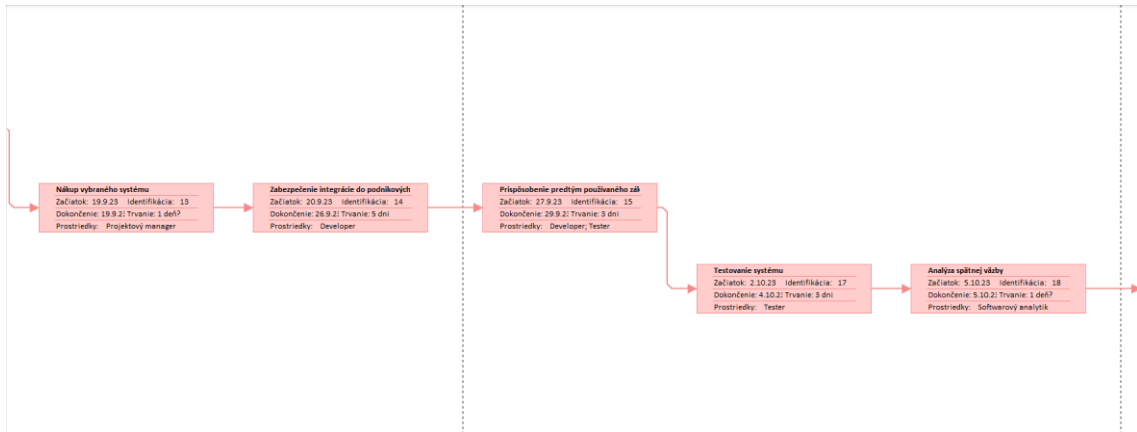 Nákup vybraného systému
Začiatok: 19.9.23 Identifikácia: 13
Dokončenie: 19.9.2 Trvanie: 1 deň?
Prostriedky: Projektový manager
Zabezpečenie integrácie do podnikových
Začiatok: 20.9.23 Identifikácia: 14
Dokončenie: 26.9.2 Trvanie: 5 dni
Prostriedky: Developer
Prispôsobenie predtým používaného
Začiatok: 27.9.23 Identifikácia: 15
Dokončenie: 29.9.2 Trvanie: 3 dni
Prostriedky: Developer; Tester
Testovanie systému
Začiatok: 2.10.23 Identifikácia: 17
Dokončenie: 4.10.2 Trvanie: 3 dni
Prostriedky: Tester
Analýza spätnej väzby
Začiatok: 5.10.23 Identifikácia: 18
Dokončenie: 5.10.2 Trvanie: 1 deň?
Prostriedky: Softwarový analytik